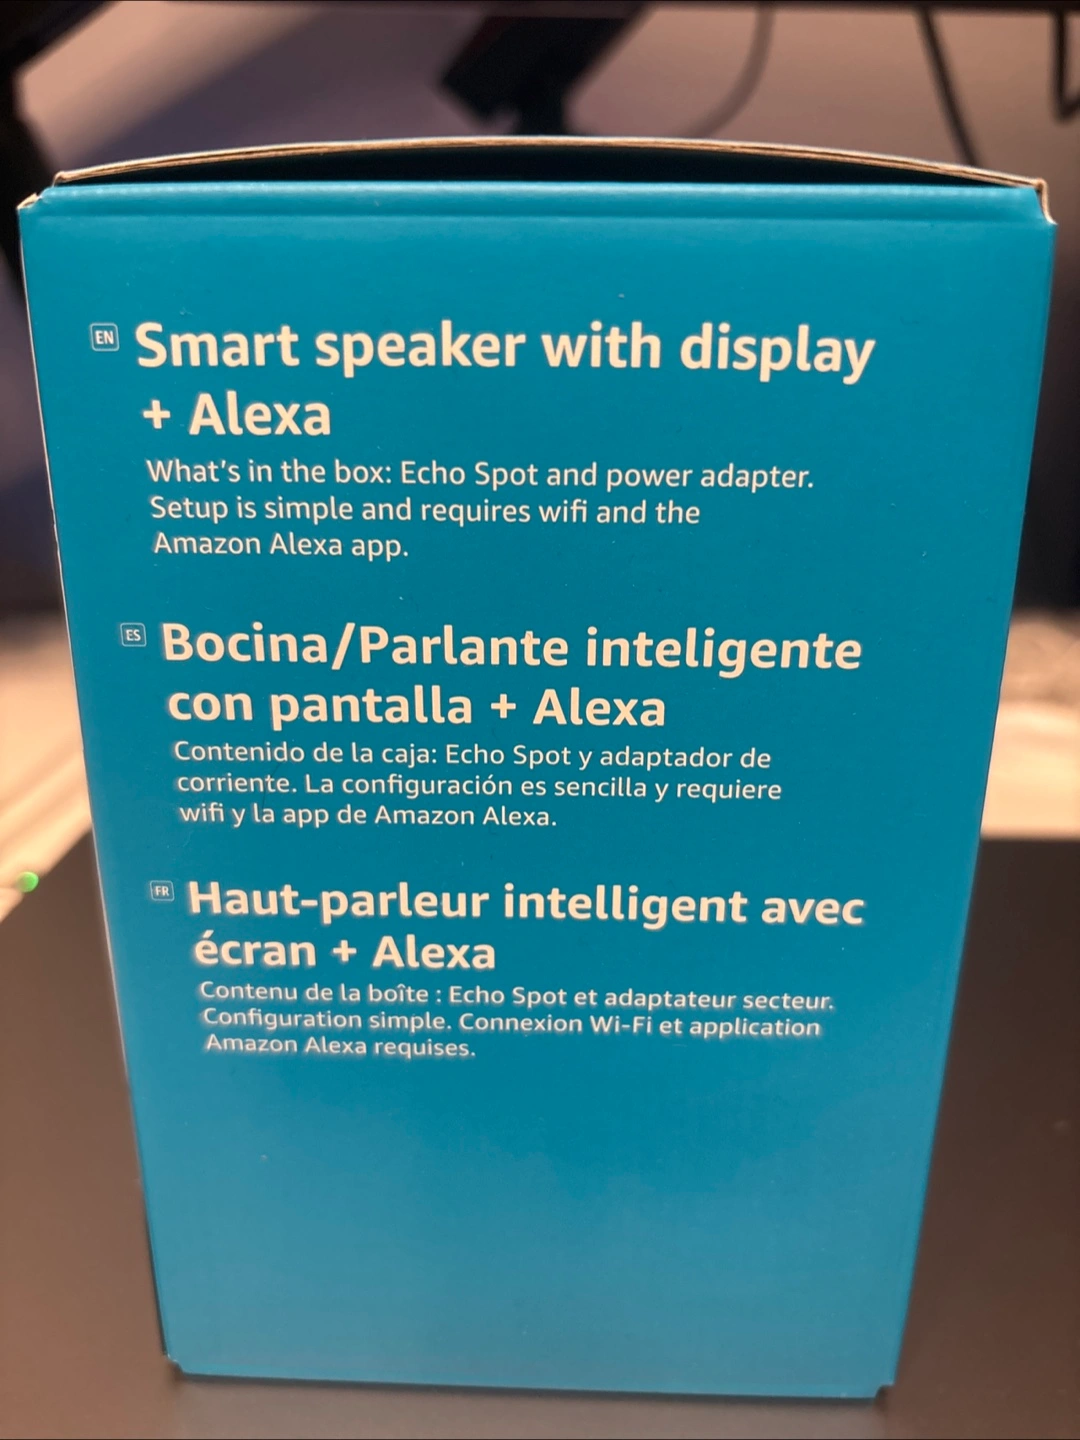 EN Smart speaker with display
+ Alexa
What's in the box: Echo Spot and power adapter.
Setup is simple and requires wifi and the
Amazon Alexa app.
ES Bocina/Parlante inteligente
con pantalla + Alexa
Contenido de la caja: Echo Spot y adaptador de
corriente. La configuración es sencilla y requiere
wifi y la app de Amazon Alexa.
FR Haut-parleur intelligent avec
écran + Alexa
Contenu de la boîte : Echo Spot et adaptateur secteur.
Configuration simple. Connexion Wi-Fi et application
Amazon Alexa requises.